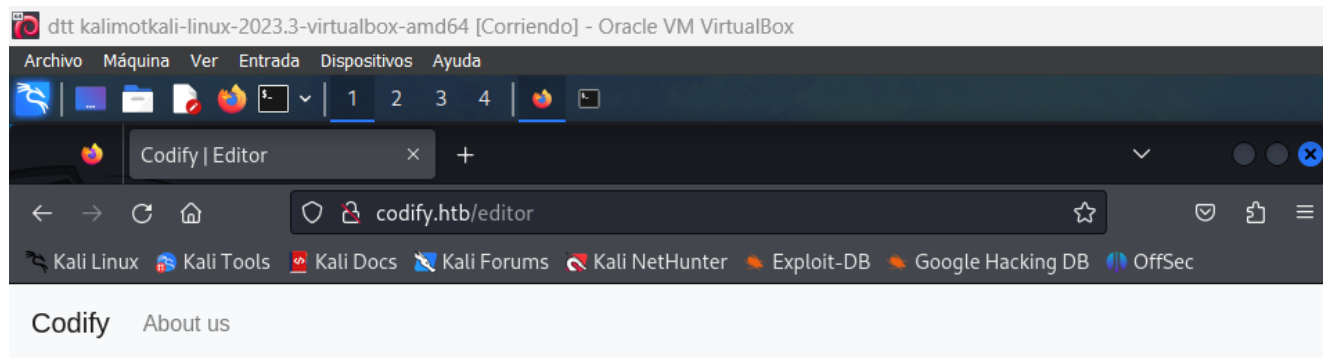 dtt kalimotkali-linux-2023.3-virtualbox-amd64 [Corriendo] - Oracle VM VirtualBox
Archivo Máquina Ver Entrada Dispositivos Ayuda
1 2 3 4
Codify | Editor
codify.htb/editor
Kali Linux Kali Tools Kali Docs Kali Forums Kali NetHunter Exploit-DB Google Hacking DB OffSec
Codify About us